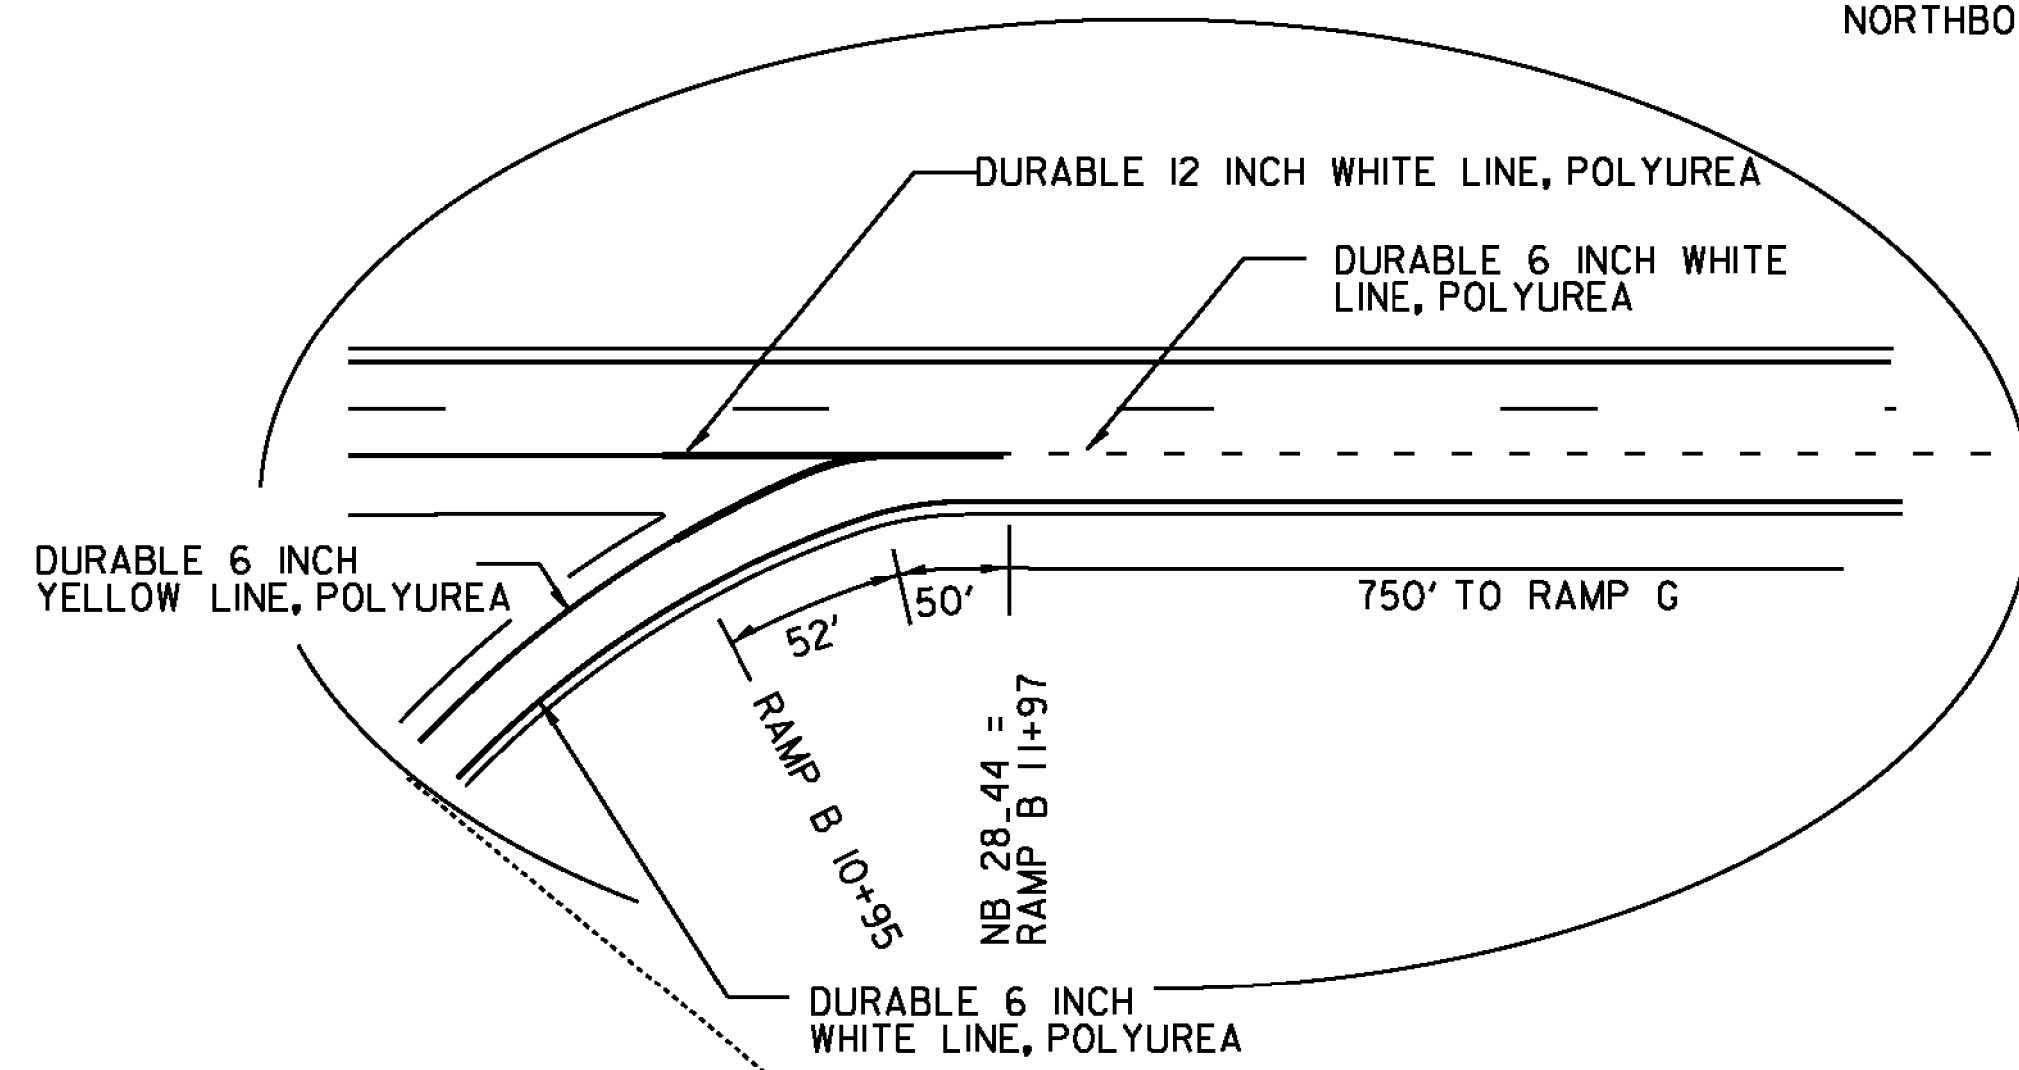 NORTHBO
DURABLE 12 INCH WHITE LINE, POLYUREA
DURABLE 6 INCH WHITE
LINE, POLYUREA
DURABLE 6 INCH
YELLOW LINE, POLYUREA
52'
50'
750' TO RAMP G
RAMP B 10+95
NB 28_44 =
RAMP B 11+97
DURABLE 6 INCH
WHITE LINE, POLYUREA